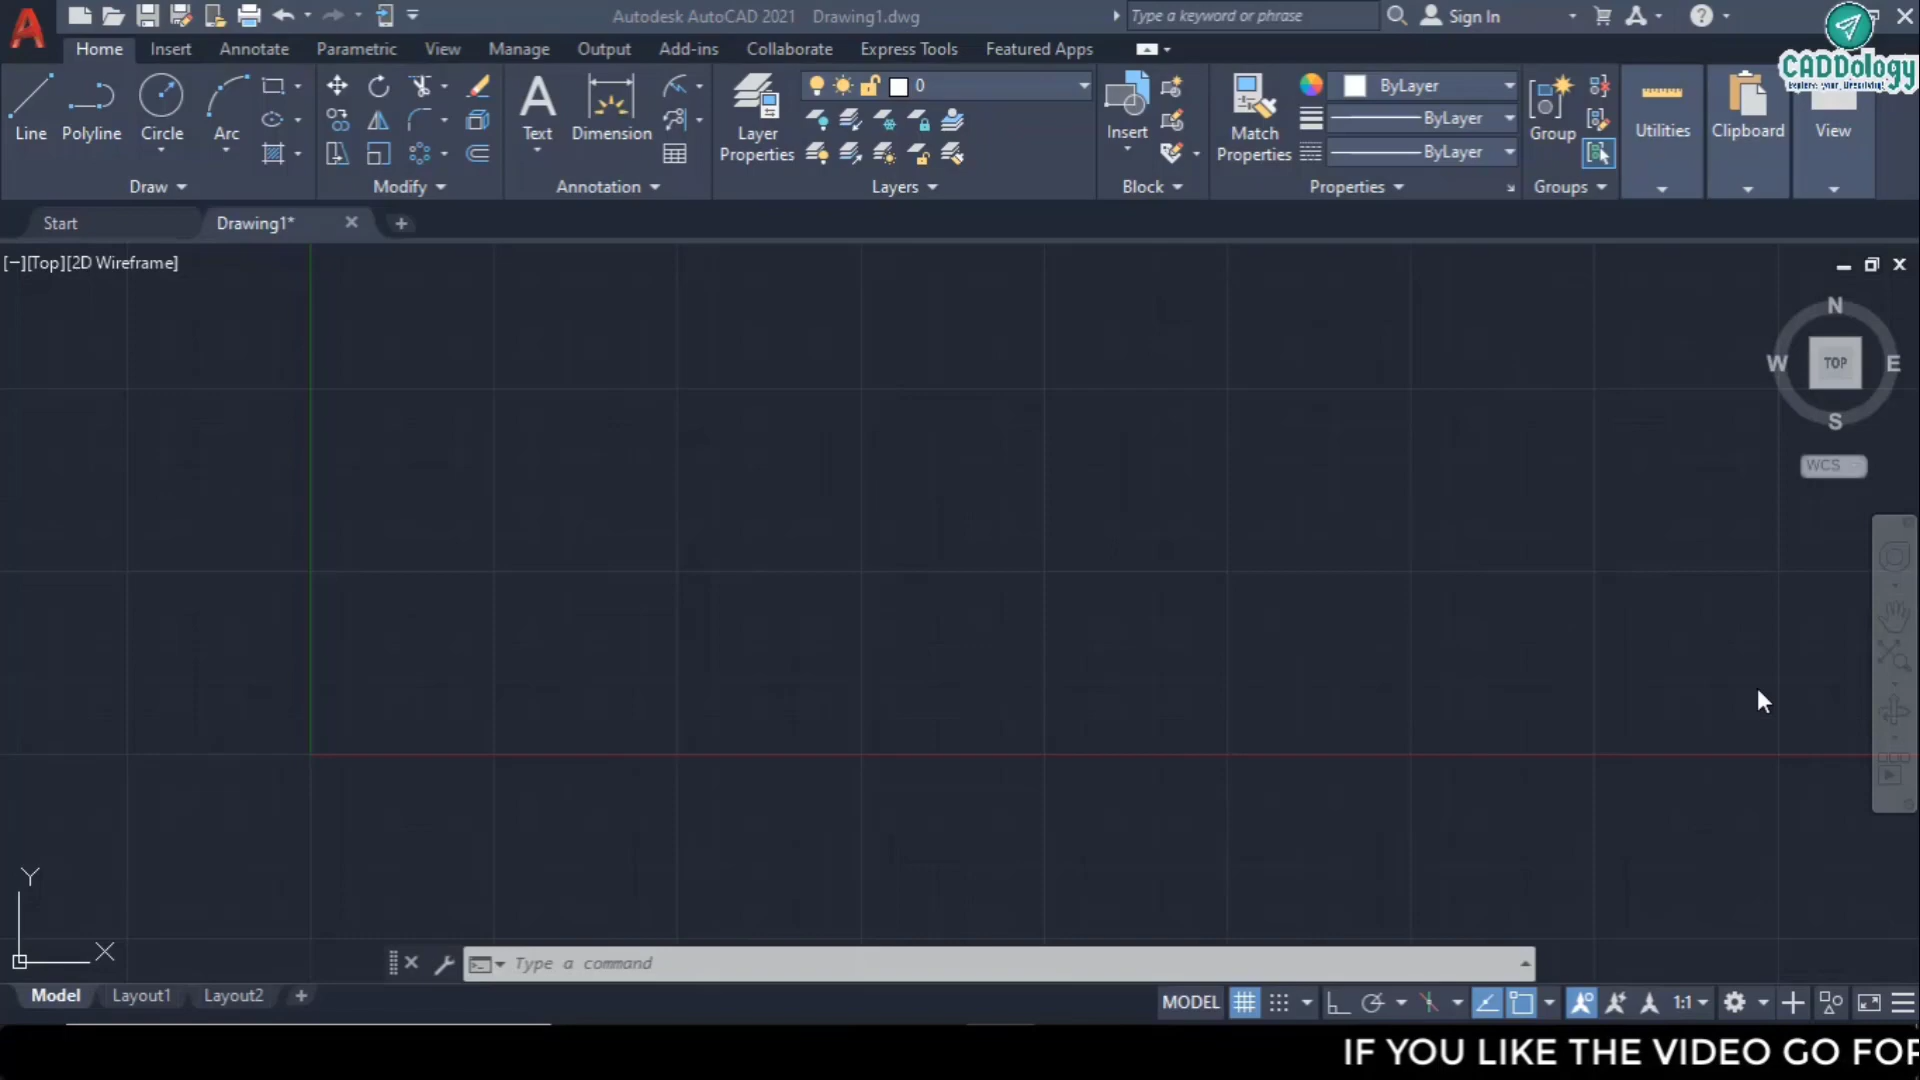 Autodesk AutoCAD 2021 Drawing1.dwg
Type a keyword or phrase
Sign In
Home Insert Annotate Parametric View Manage Output Add-ins Collaborate Express Tools Featured Apps
CADDology
Line Polyline Circle Arc
Text Dimension
Layer Properties
0
Insert
Match Properties
ByLayer
ByLayer
ByLayer
Group
Utilities
Clipboard
View
Draw Modify Annotation Layers Block Properties Groups
Start Drawing1*
[−][Top][2D Wireframe]
N
W TOP E
S
WCS
Y
X
Type a command
Model Layout1 Layout2
MODEL 1:1
IF YOU LIKE THE VIDEO GO FOR